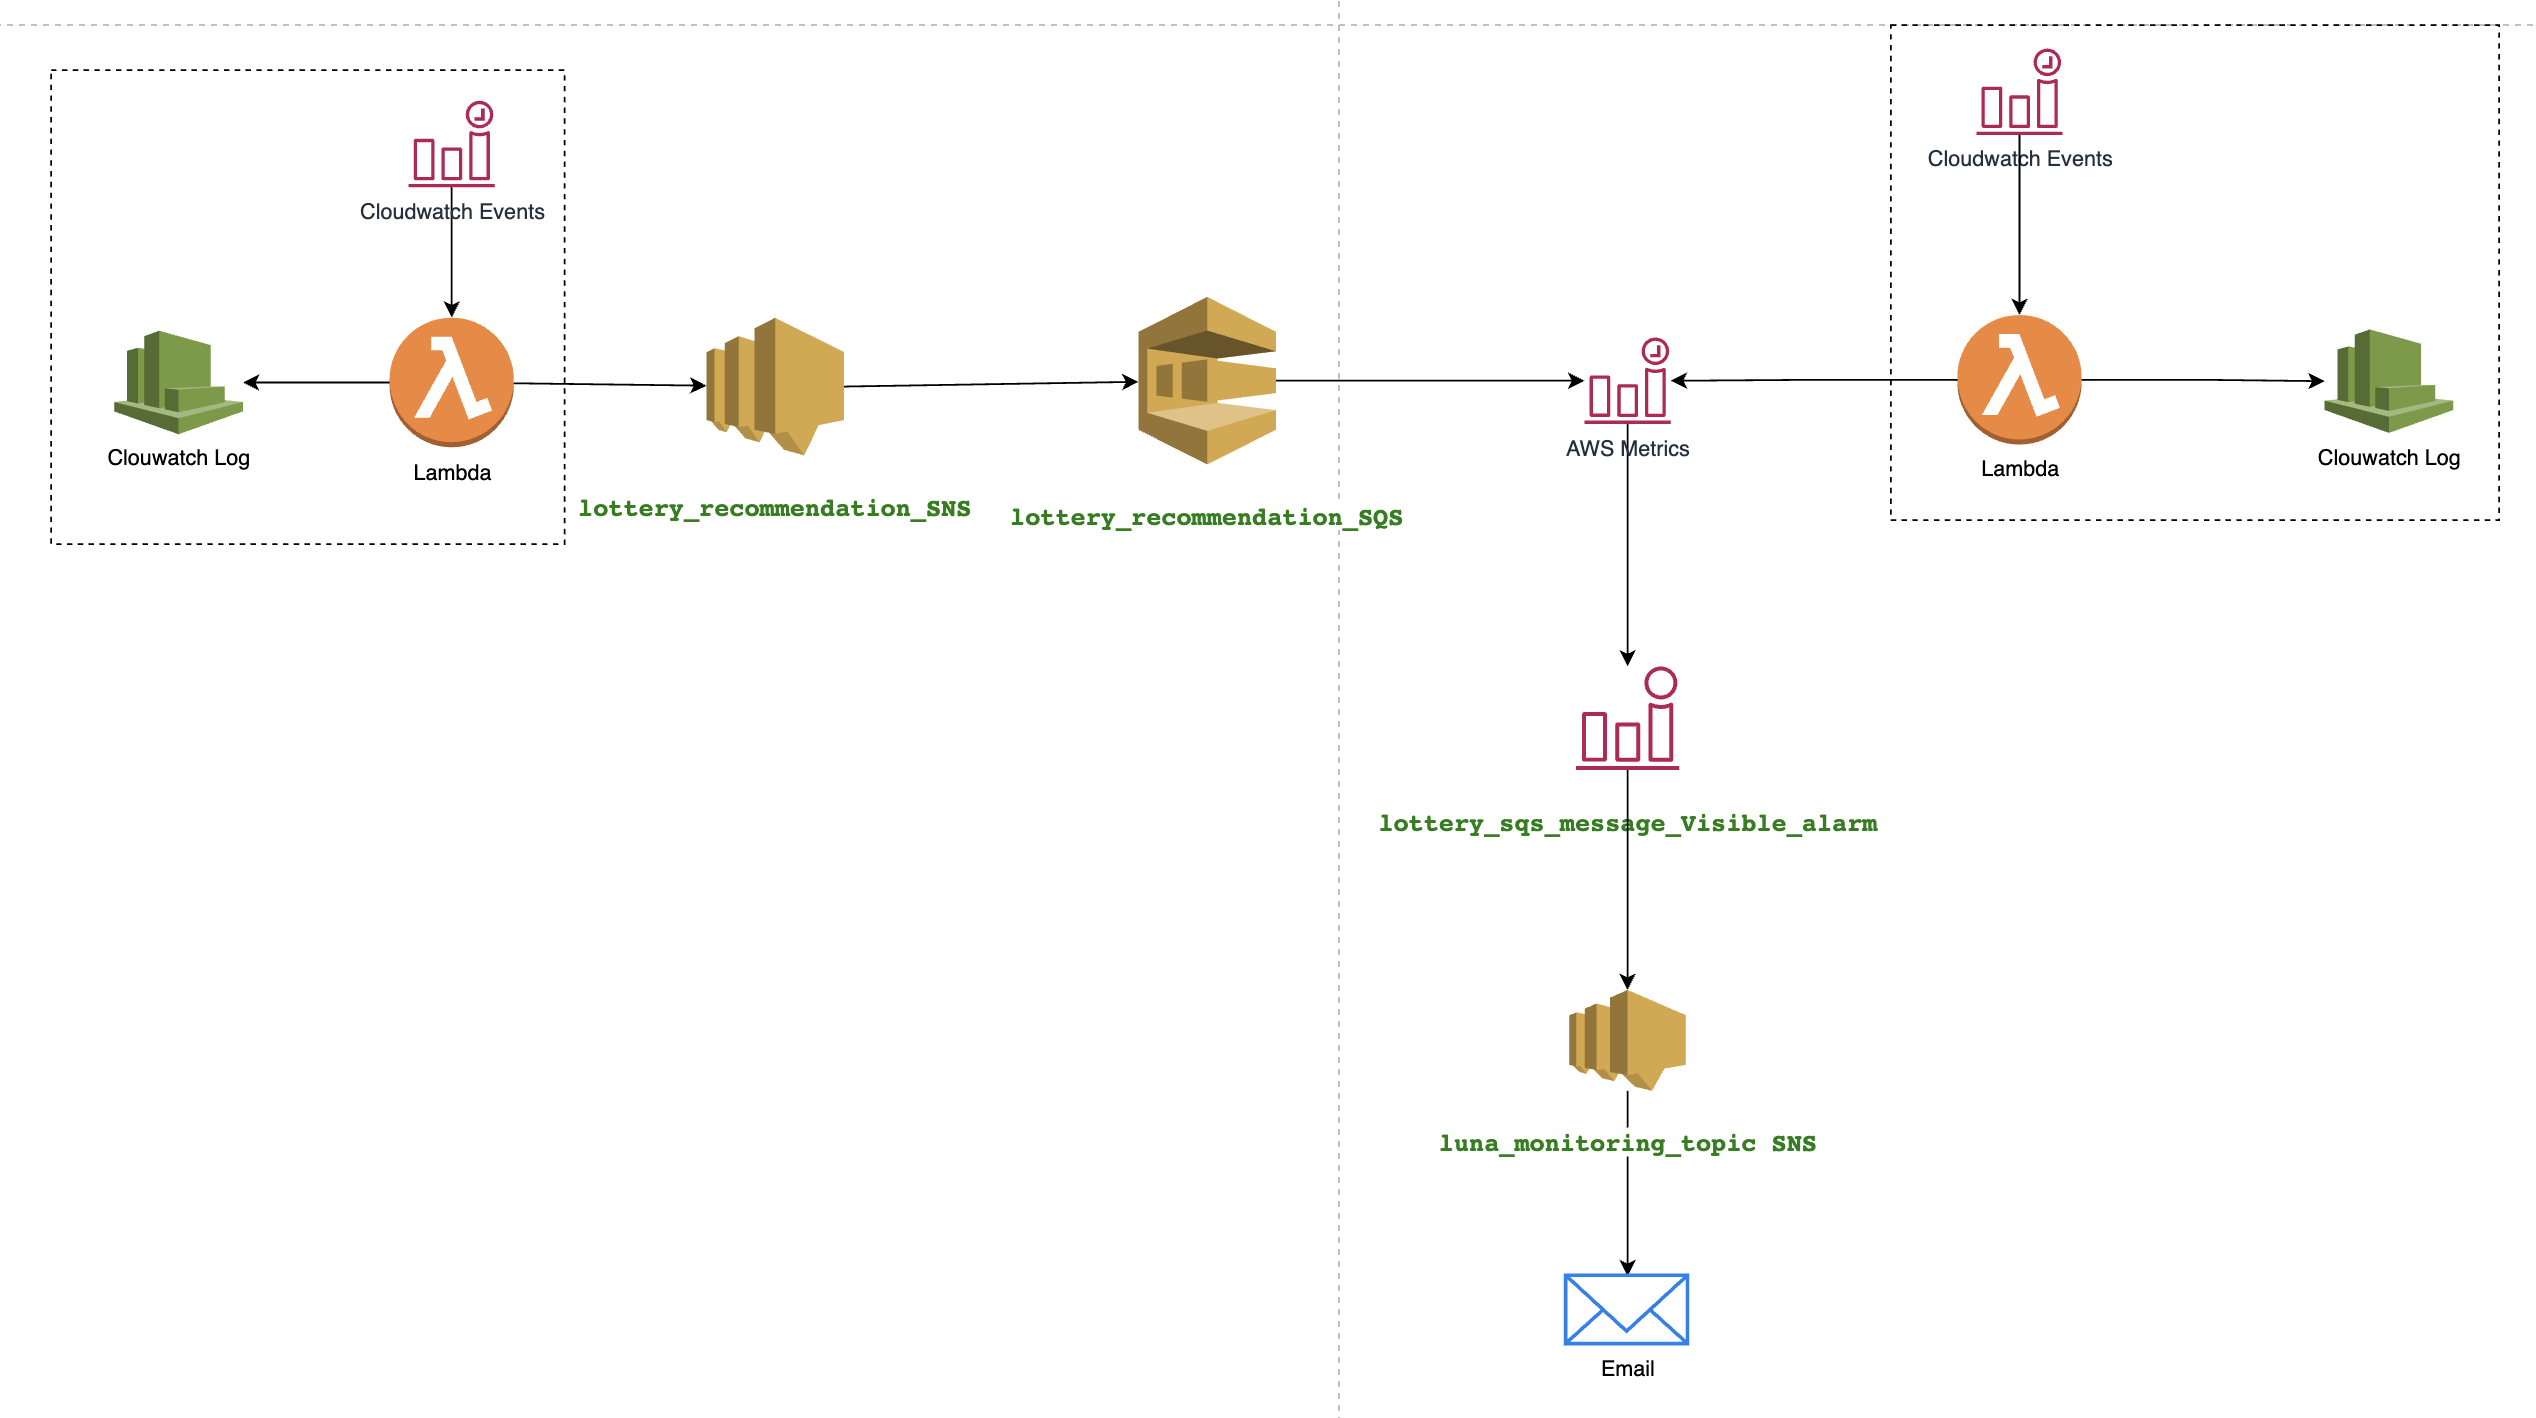 Cloudwatch Events
Cloudwatch Events
Clouwatch Log
Lambda
lottery_recommendation_SNS
lottery_recommendation_SQS
AWS Metrics
Lambda
Clouwatch Log
lottery_sqs_message_Visible_alarm
luna_monitoring_topic SNS
Email